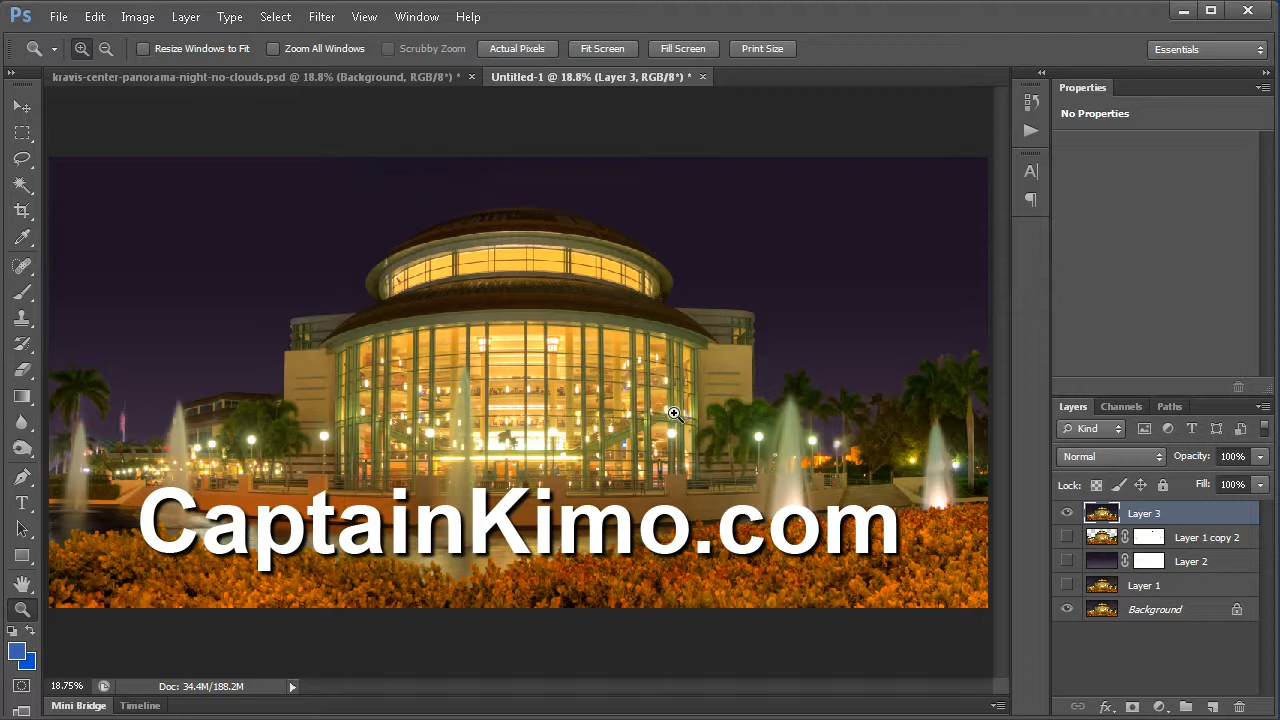 Ps File Edit Image Layer Type Select Filter View Window Help
Resize Windows to Fit Zoom All Windows Scrubby Zoom Actual Pixels Fit Screen Fill Screen Print Size Essentials
kravis-center-panorama-night-no-clouds.psd @ 18.8% (Background, RGB/8*) * Untitled-1 @ 18.8% (Layer 3, RGB/8*) *
Properties
No Properties
CaptainKimo.com
Layers Channels Paths
Kind
Normal Opacity: 100%
Lock: Fill: 100%
Layer 3
Layer 1 copy 2
Layer 2
Layer 1
Background
18.75% Doc: 34.4M/188.2M
Mini Bridge Timeline